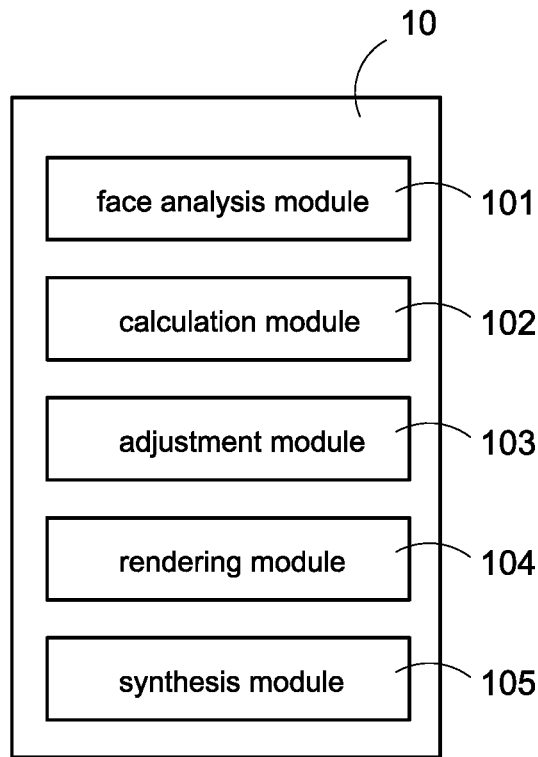 10
face analysis module 101
calculation module 102
adjustment module 103
rendering module 104
synthesis module 105